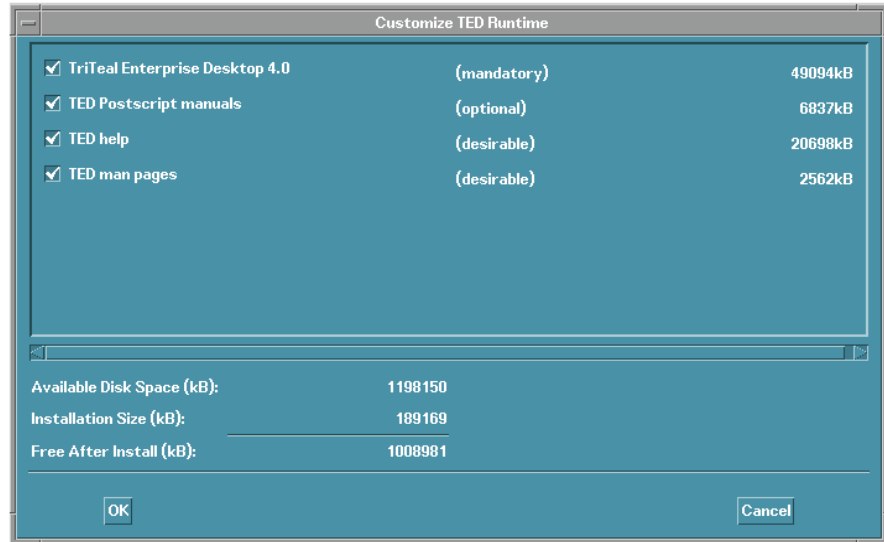 Customize TED Runtime
TriTeal Enterprise Desktop 4.0 (mandatory) 49094kB
TED Postscript manuals (optional) 6837kB
TED help (desirable) 20698kB
TED man pages (desirable) 2562kB
Available Disk Space (kB): 1198150
Installation Size (kB): 189169
Free After Install (kB): 1008981
OK Cancel